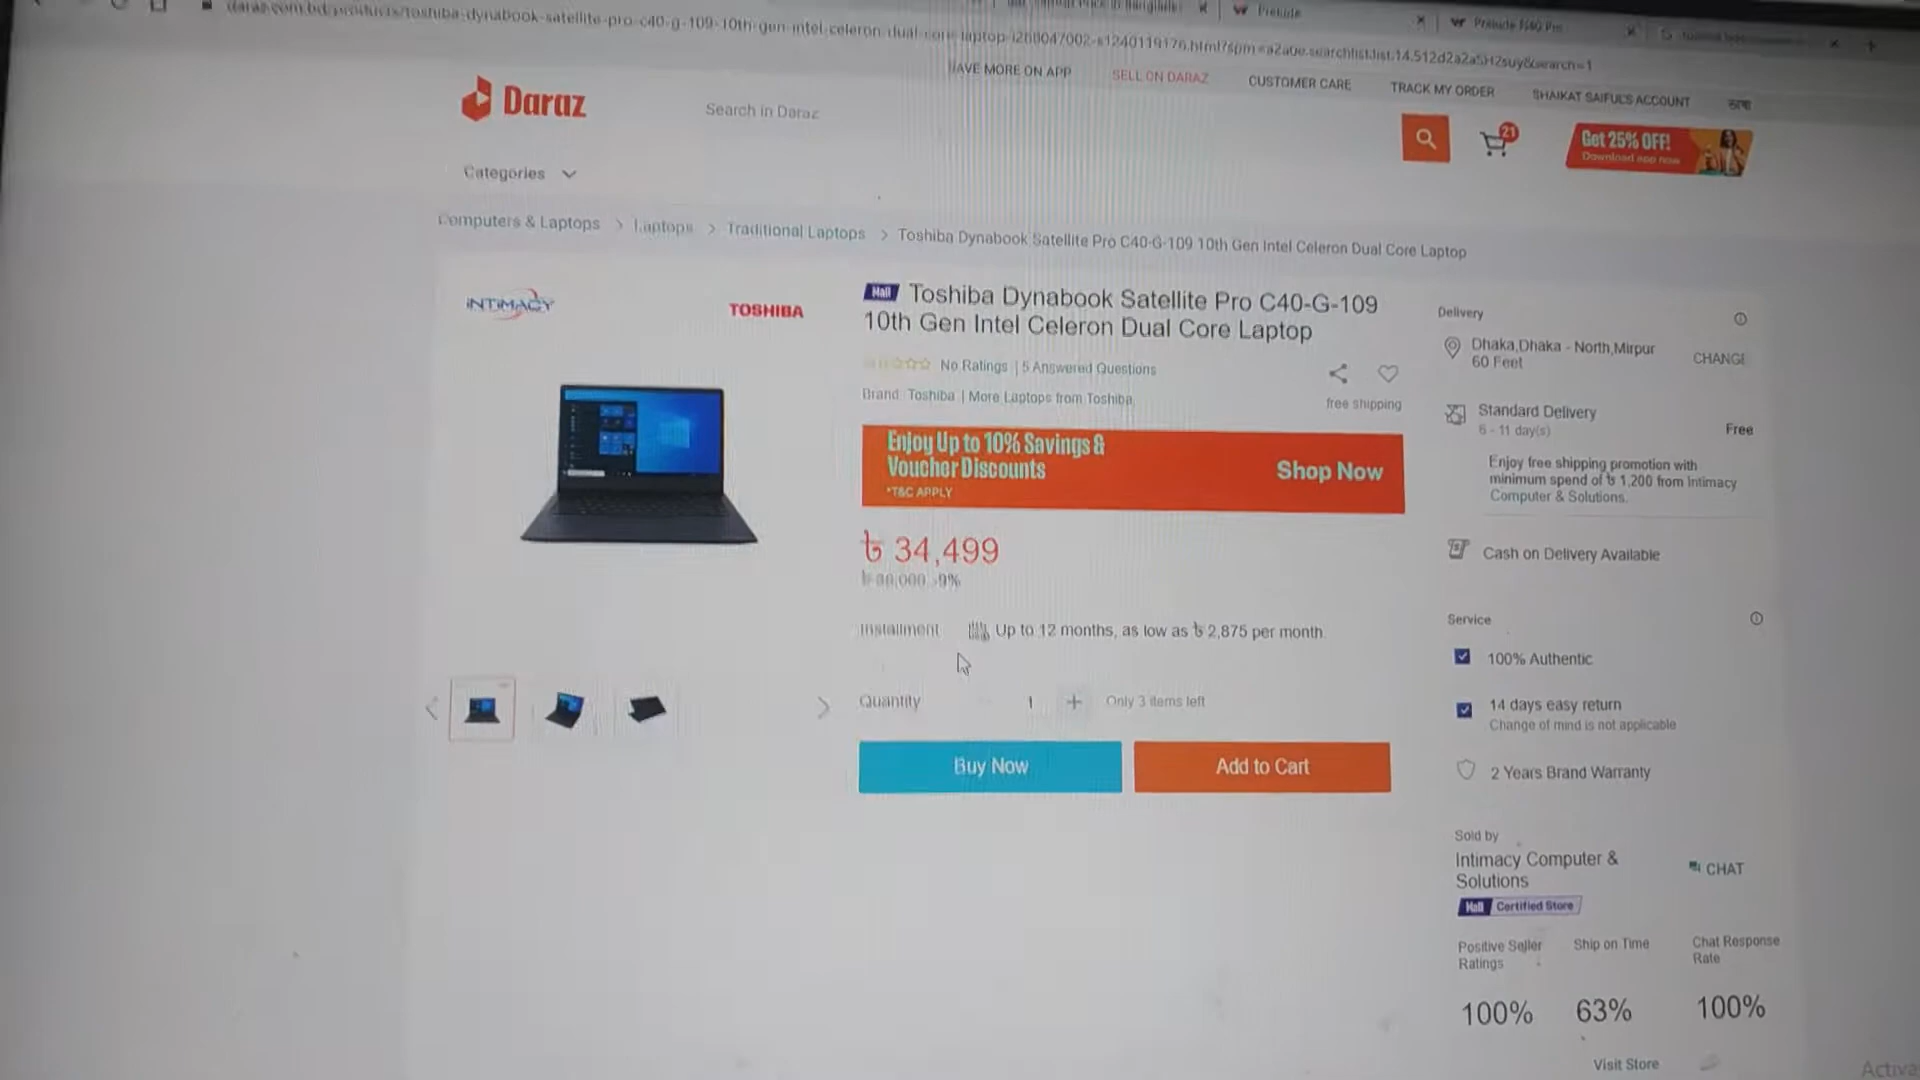 HAVE MORE ON APP
SELL ON DARAZ
CUSTOMER CARE
TRACK MY ORDER
SHAIKAT SAIFUL'S ACCOUNT
Daraz
Search in Daraz
21
Get 25% OFF!
Download app now
Categories
Computers & Laptops > Laptops > Traditional Laptops > Toshiba Dynabook Satellite Pro C40-G-109 10th Gen Intel Celeron Dual Core Laptop
INTIMACY
TOSHIBA
Mall Toshiba Dynabook Satellite Pro C40-G-109
10th Gen Intel Celeron Dual Core Laptop
No Ratings | 5 Answered Questions
Brand: Toshiba | More Laptops from Toshiba
free shipping
Enjoy Up to 10% Savings &
Voucher Discounts
*T&C APPLY
Shop Now
৳ 34,499
-9%
Installment
Up to 12 months, as low as ৳ 2,875 per month.
Quantity
1
+
Only 3 items left
Buy Now
Add to Cart
Delivery
Dhaka,Dhaka - North,Mirpur
60 Feet
CHANGE
Standard Delivery
6 - 11 day(s)
Free
Enjoy free shipping promotion with
minimum spend of ৳ 1,200 from Intimacy
Computer & Solutions.
Cash on Delivery Available
Service
100% Authentic
14 days easy return
Change of mind is not applicable
2 Years Brand Warranty
Sold by
Intimacy Computer &
Solutions
CHAT
Mall Certified Store
Positive Seller
Ratings
Ship on Time
Chat Response
Rate
100%
63%
100%
Visit Store
Activa